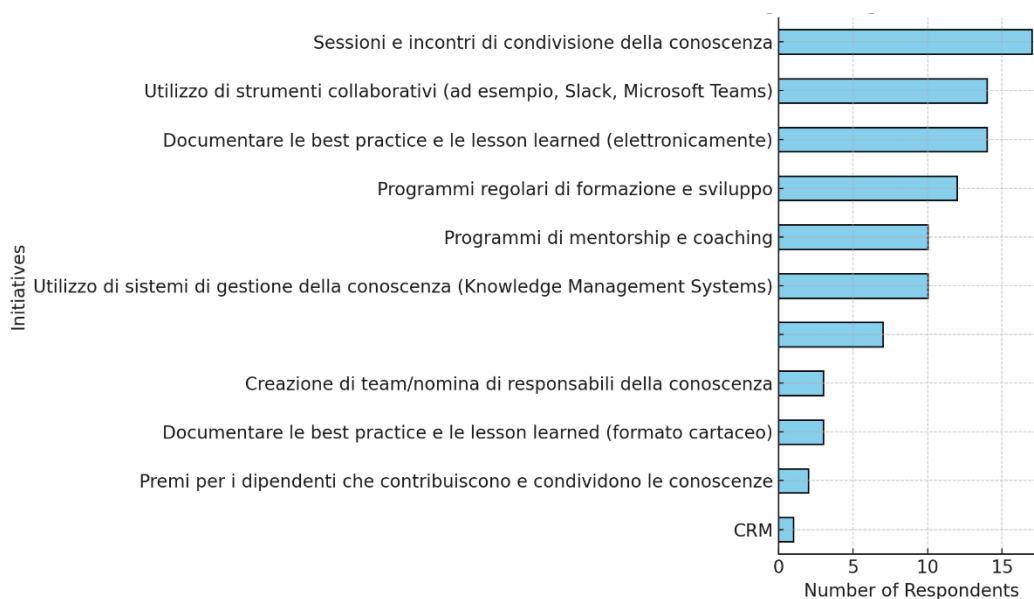 Sessioni e incontri di condivisione della conoscenza
Utilizzo di strumenti collaborativi (ad esempio, Slack, Microsoft Teams)
Documentare le best practice e le lesson learned (elettronicamente)
Programmi regolari di formazione e sviluppo
Programmi di mentorship e coaching
Utilizzo di sistemi di gestione della conoscenza (Knowledge Management Systems)
Creazione di team/nomina di responsabili della conoscenza
Documentare le best practice e le lesson learned (formato cartaceo)
Premi per i dipendenti che contribuiscono e condividono le conoscenze
CRM
Initiatives
0 5 10 15
Number of Respondents